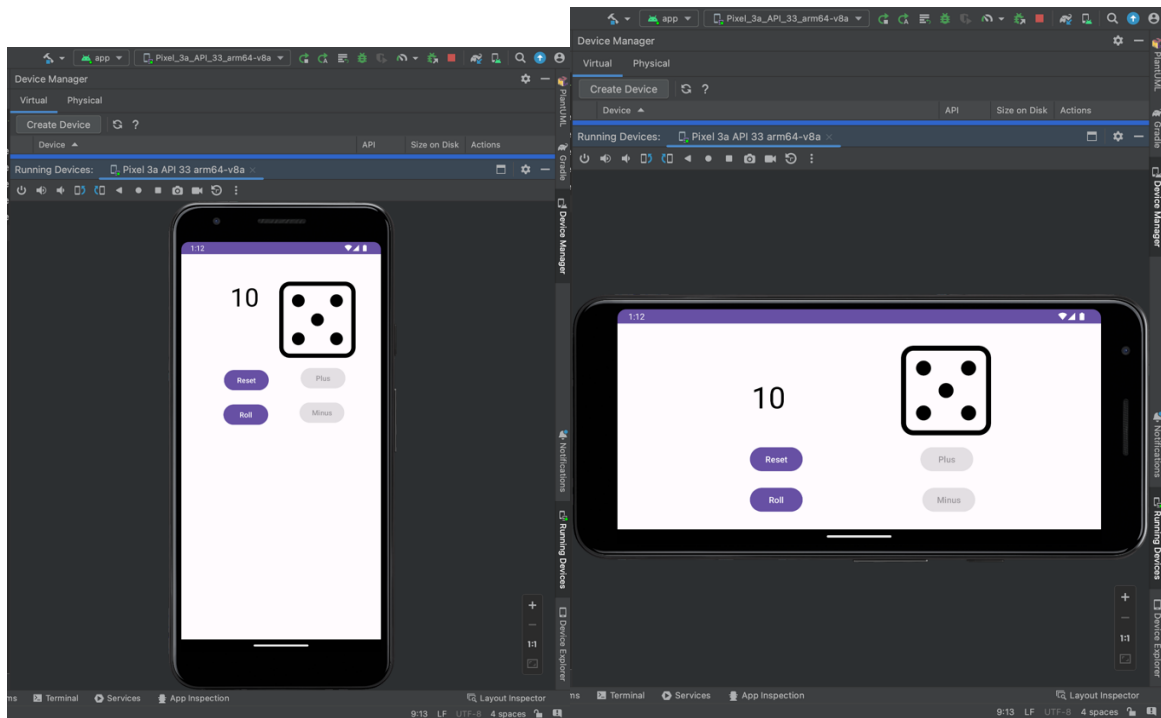 app Pixel_3a_API_33_arm64-v8a
Device Manager
Virtual Physical
Create Device ?
Device API Size on Disk Actions
Running Devices: Pixel 3a API 33 arm64-v8a
1:12
10
Reset Plus
Roll Minus
1:1
PlantUML
Gradle
Device Manager
Notifications
Running Devices
Device Explorer
ms Terminal Services App Inspection Layout Inspector
9:13 LF UTF-8 4 spaces
app Pixel_3a_API_33_arm64-v8a
Device Manager
Virtual Physical
Create Device ?
Device API Size on Disk Actions
Running Devices: Pixel 3a API 33 arm64-v8a
1:12
10
Reset Plus
Roll Minus
1:1
PlantUML
Gradle
Device Manager
Notifications
Running Devices
Device Explorer
ms Terminal Services App Inspection Layout Inspector
9:13 LF UTF-8 4 spaces